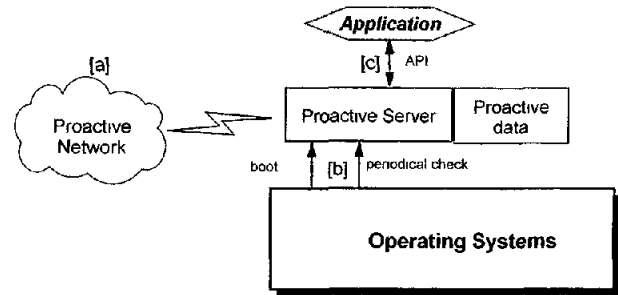 Application
[a]
[c] API
Proactive Server
Proactive data
Proactive Network
boot
[b]
periodical check
Operating Systems